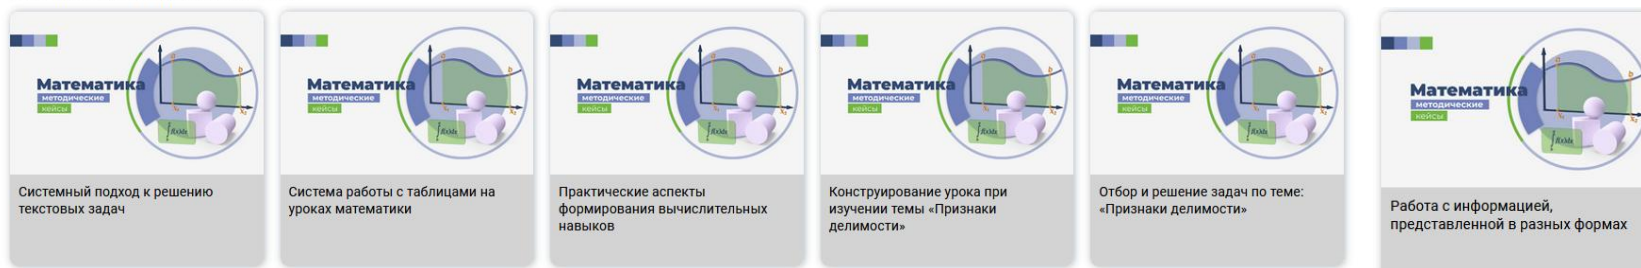 Математика
методические
кейсы
Системный подход к решению
текстовых задач
Математика
методические
кейсы
Система работы с таблицами на
уроках математики
Математика
методические
кейсы
Практические аспекты
формирования вычислительных
навыков
Математика
методические
кейсы
Конструирование урока при
изучении темы «Признаки
делимости»
Математика
методические
кейсы
Отбор и решение задач по теме:
«Признаки делимости»
Математика
методические
кейсы
Работа с информацией,
представленной в разных формах